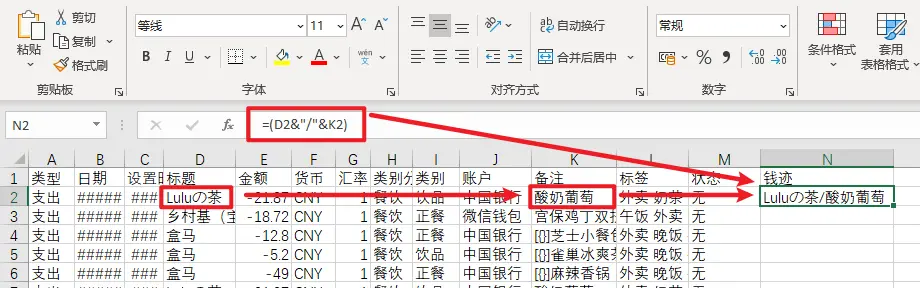 剪切
复制
格式刷
粘贴
剪贴板
等线 11 A A
B I U A wén 文
字体
ab 自动换行
合并后居中
对齐方式
常规
% 9 .00
数字
条件格式 套用
表格格式
N2 fx =(D2&"/"&K2)
A B C D E F G H I J K L M N
1 类型 日期 设置日 标题 金额 货币 汇率 类别分 类别 账户 备注 标签 状态 钱迹
2 支出 ##### ### Luluの茶 -21.87 CNY 1 餐饮 饮品 中国银行 酸奶葡萄 外卖 奶茶 无 Luluの茶/酸奶葡萄
3 支出 ##### ### 乡村基（宝 -18.72 CNY 1 餐饮 正餐 微信钱包 宫保鸡丁双拼 午饭 外卖 无
4 支出 ##### ### 盒马 -12.8 CNY 1 餐饮 正餐 中国银行 [{}]芝士小餐包 外卖 晚饭 无
5 支出 ##### ### 盒马 -5.2 CNY 1 餐饮 饮品 中国银行 [{}]雀巢冰爽茶 外卖 晚饭 无
6 支出 ##### ### 盒马 -49 CNY 1 餐饮 正餐 中国银行 [{}]麻辣香锅 外卖 晚饭 无